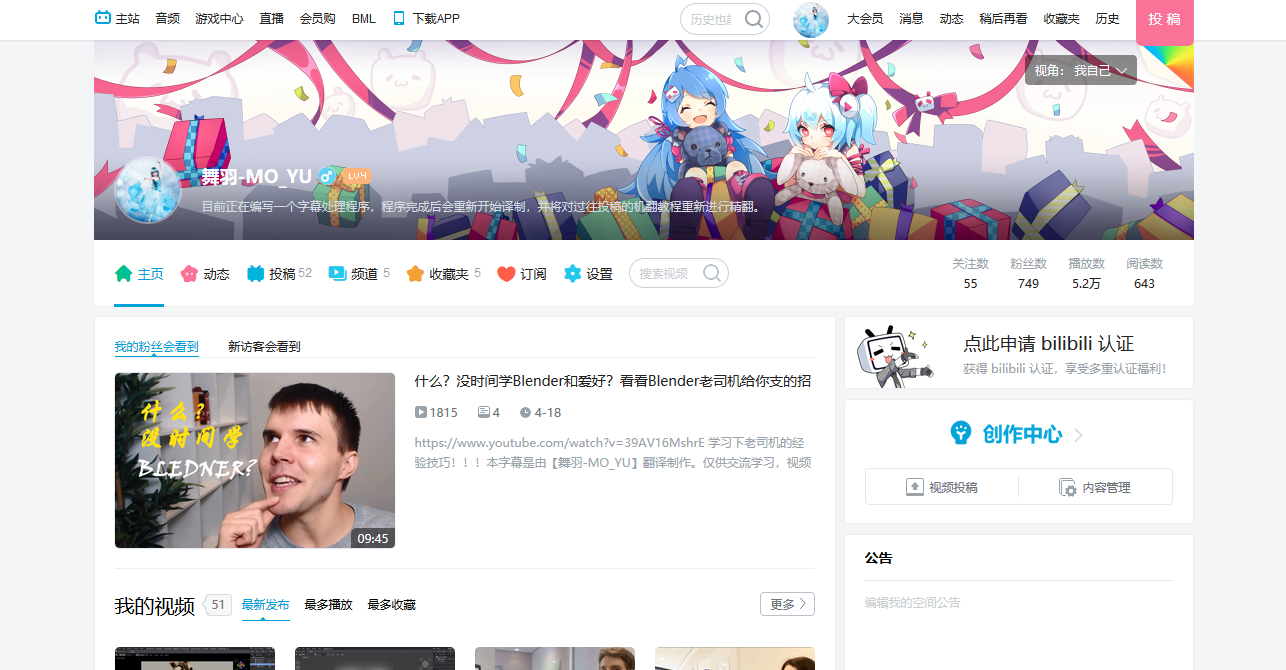 主站 音频 游戏中心 直播 会员购 BML 下载APP 历史也能 大会员 消息 动态 稍后再看 收藏夹 历史 投稿
视角: 我自己
舞羽-MO_YU LV4
目前正在编写一个字幕处理程序，程序完成后会重新开始译制，并将对过往投稿的机翻教程重新进行精翻。
主页 动态 投稿 52 频道 5 收藏夹 5 订阅 设置 搜索视频
关注数 粉丝数 播放数 阅读数
55 749 5.2万 643
我的粉丝会看到 新访客会看到
什么？
没时间学
BLEDNER?
09:45
什么？没时间学Blender和爱好？看看Blender老司机给你支的招
1815 4 4-18
https://www.youtube.com/watch?v=39AV16MshrE 学习下老司机的经
验技巧！！！本字幕是由【舞羽-MO_YU】翻译制作。仅供交流学习，视频
点此申请 bilibili 认证
获得 bilibili 认证，享受多重认证福利！
创作中心
视频投稿 内容管理
公告
编辑我的空间公告
我的视频 51 最新发布 最多播放 最多收藏 更多